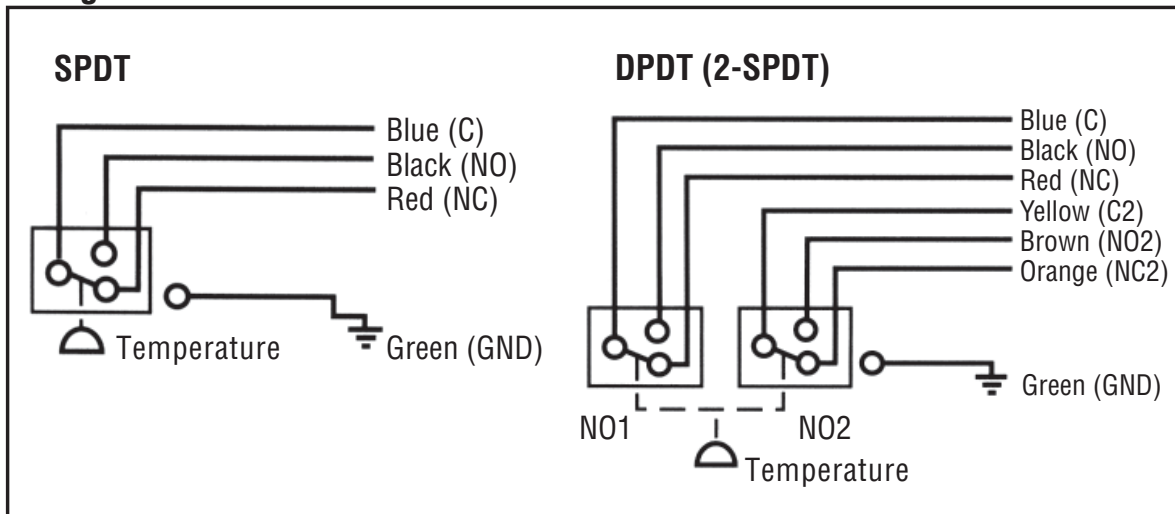 SPDT
Blue (C)
Black (NO)
Red (NC)
Temperature
Green (GND)
DPDT (2-SPDT)
Blue (C)
Black (NO)
Red (NC)
Yellow (C2)
Brown (NO2)
Orange (NC2)
Green (GND)
NO1
NO2
Temperature